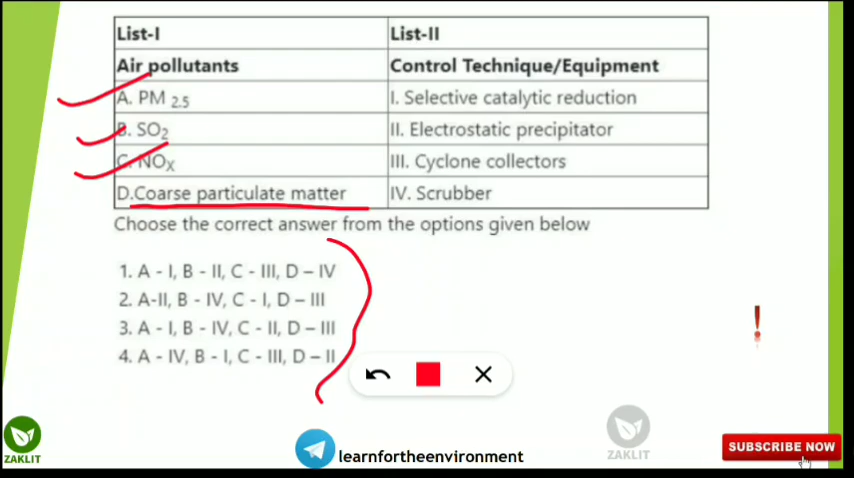 List-I List-II
Air pollutants Control Technique/Equipment
A. PM 2.5 I. Selective catalytic reduction
B. SO2 II. Electrostatic precipitator
C. NOX III. Cyclone collectors
D.Coarse particulate matter IV. Scrubber
Choose the correct answer from the options given below
1. A - I, B - II, C - III, D – IV
2. A-II, B - IV, C - I, D – III
3. A - I, B - IV, C - II, D – III
4. A - IV, B - I, C - III, D – II
ZAKLIT
learnfortheenvironment
ZAKLIT
SUBSCRIBE NOW